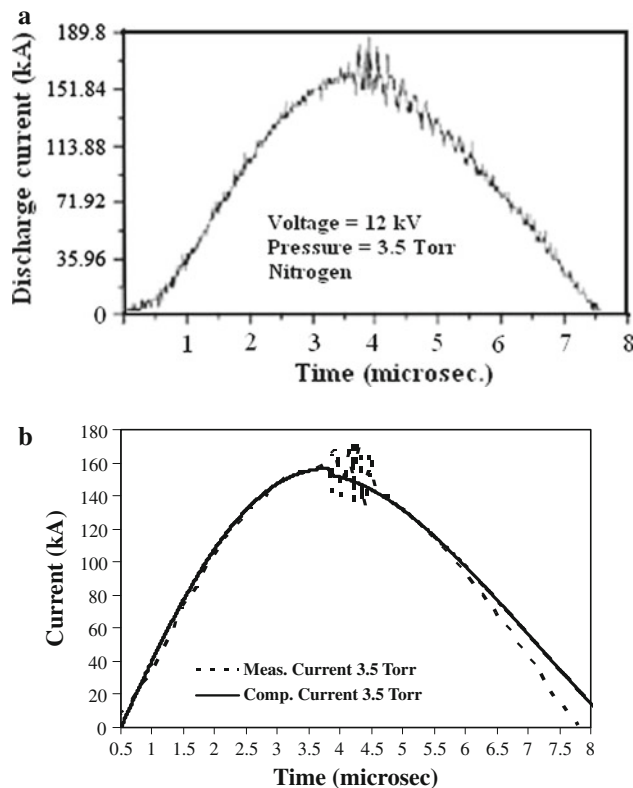 a
189.8
151.84
113.88
71.92
35.96
0
Discharge current (kA)
Voltage = 12 kV
Pressure = 3.5 Torr
Nitrogen
1 2 3 4 5 6 7 8
Time (microsec.)
b
180
160
140
120
100
80
60
40
20
0
Current (kA)
Meas. Current 3.5 Torr
Comp. Current 3.5 Torr
0.5 1 1.5 2 2.5 3 3.5 4 4.5 5 5.5 6 6.5 7 7.5 8
Time (microsec)